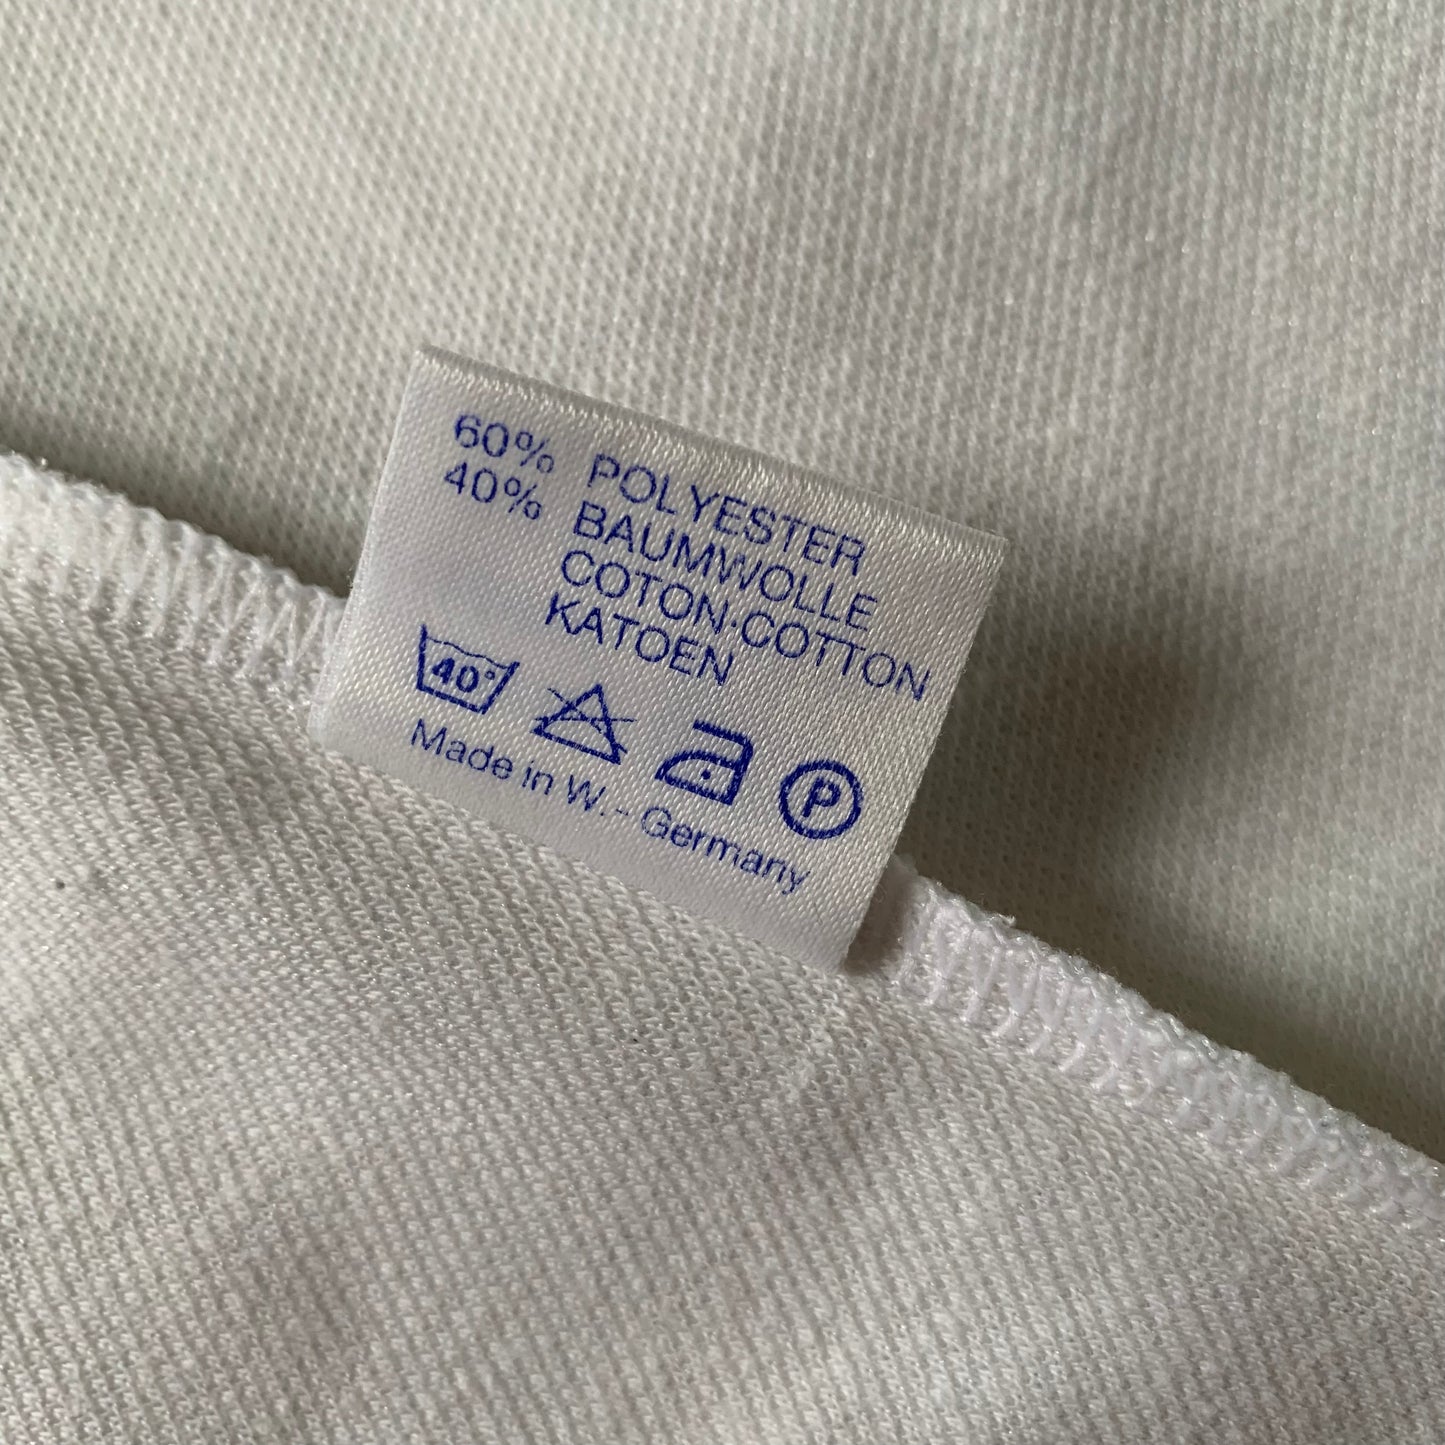 60% POLYESTER
40% BAUMWOLLE
COTON·COTTON
KATOEN
40°
P
Made in W.-Germany